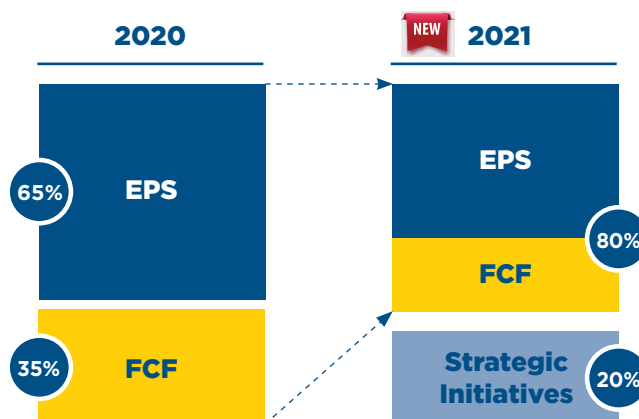 2020
NEW
2021
EPS
65%
FCF
35%
EPS
80%
FCF
Strategic
Initiatives
20%